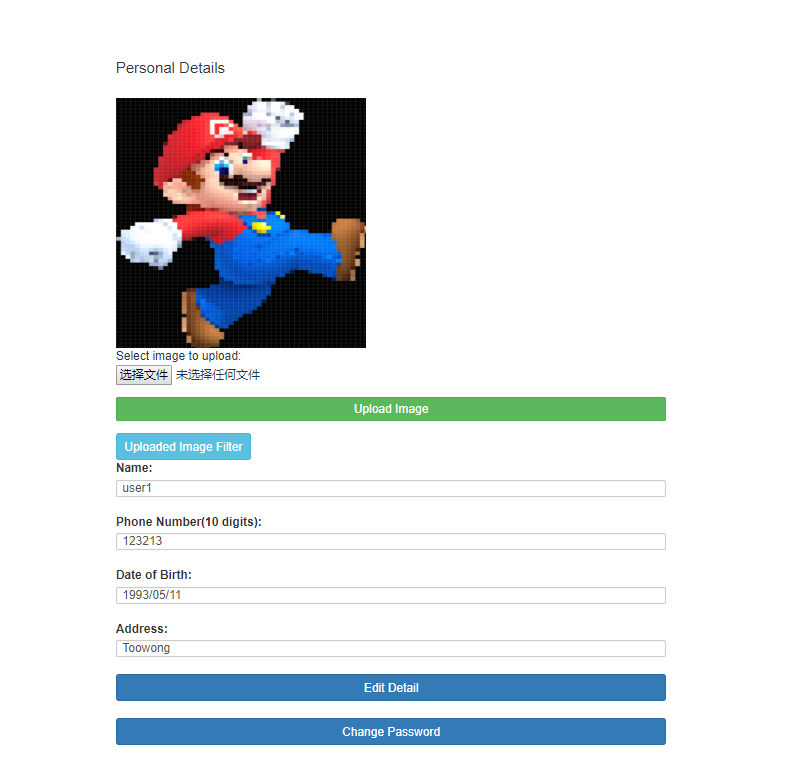 Personal Details
Select image to upload:
选择文件 未选择任何文件
Upload Image
Uploaded Image Filter
Name:
user1
Phone Number(10 digits):
123213
Date of Birth:
1993/05/11
Address:
Toowong
Edit Detail
Change Password